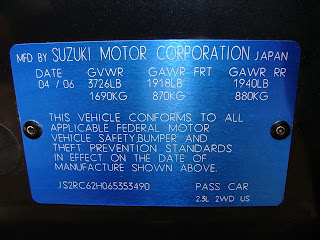 MFD BY SUZUKI MOTOR CORPORATION JAPAN
DATE GVWR GAWR FRT GAWR RR
04 / 06 3726LB 1918LB 1940LB
1690KG 870KG 880KG
THIS VEHICLE CONFORMS TO ALL
APPLICABLE FEDERAL MOTOR
VEHICLE SAFETY,BUMPER AND
THEFT PREVENTION STANDARDS
IN EFFECT ON THE DATE OF
MANUFACTURE SHOWN ABOVE.
JS2RC62H065353490 PASS CAR
2.3L 2WD US